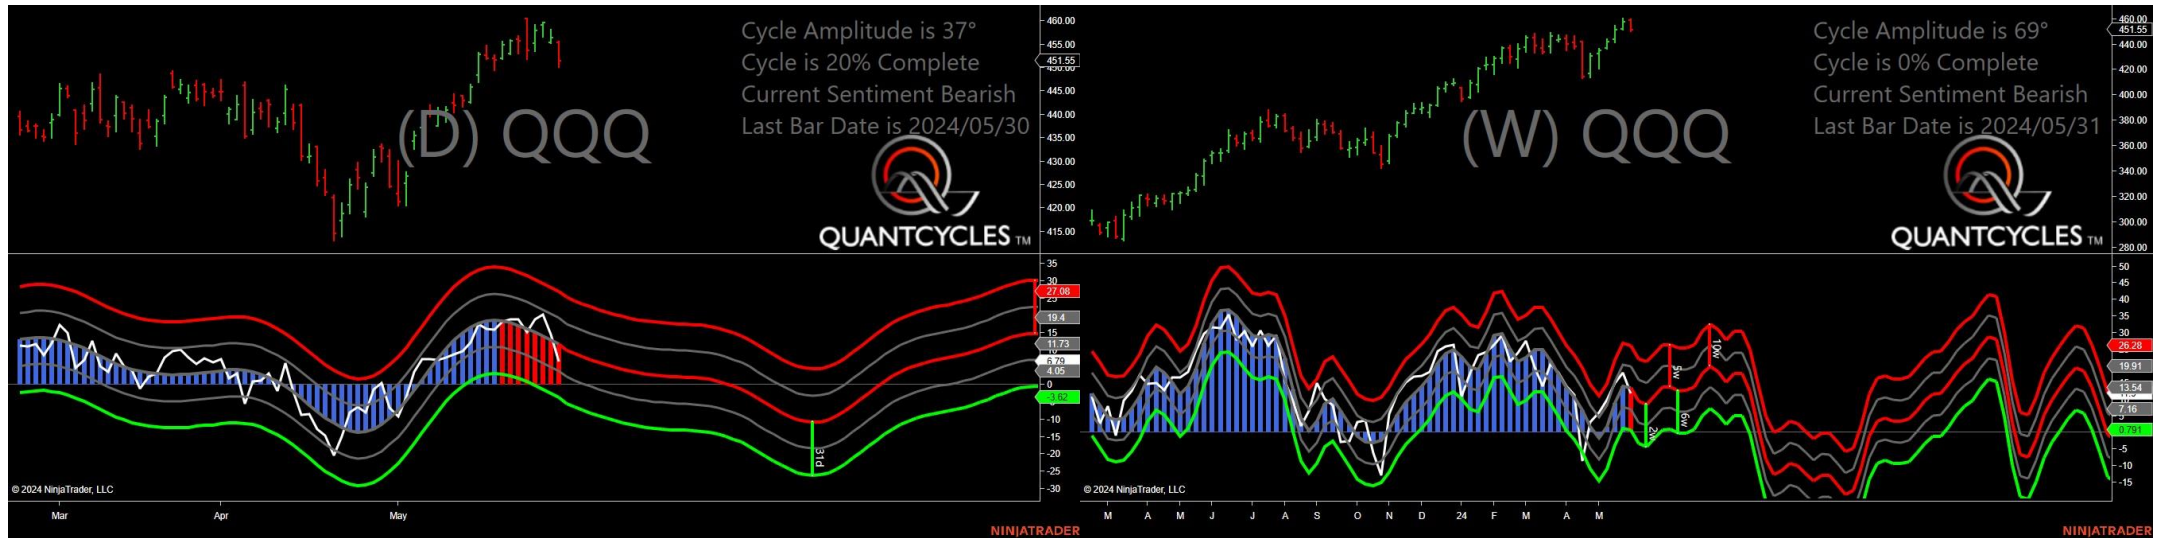 Cycle Amplitude is 37°
Cycle is 20% Complete
Current Sentiment Bearish
Last Bar Date is 2024/05/30
(D) QQQ
QUANTCYCLES TM
460.00
455.00
451.55
450.00
445.00
440.00
435.00
430.00
425.00
420.00
415.00
35
30
27.08
25
19.4
15
11.73
10
6.79
4.05
0
-3.62
-10
-15
-20
-25
-30
31d
© 2024 NinjaTrader, LLC
Mar Apr May
NINJATRADER
Cycle Amplitude is 69°
Cycle is 0% Complete
Current Sentiment Bearish
Last Bar Date is 2024/05/31
(W) QQQ
QUANTCYCLES TM
460.00
451.55
440.00
420.00
400.00
380.00
360.00
340.00
320.00
300.00
280.00
50
45
40
35
30
26.28
19.91
13.54
7.16
0.791
-5
-10
-15
10w
5w
6w
2w
© 2024 NinjaTrader, LLC
M A M J J A S O N D 24 F M A M
NINJATRADER